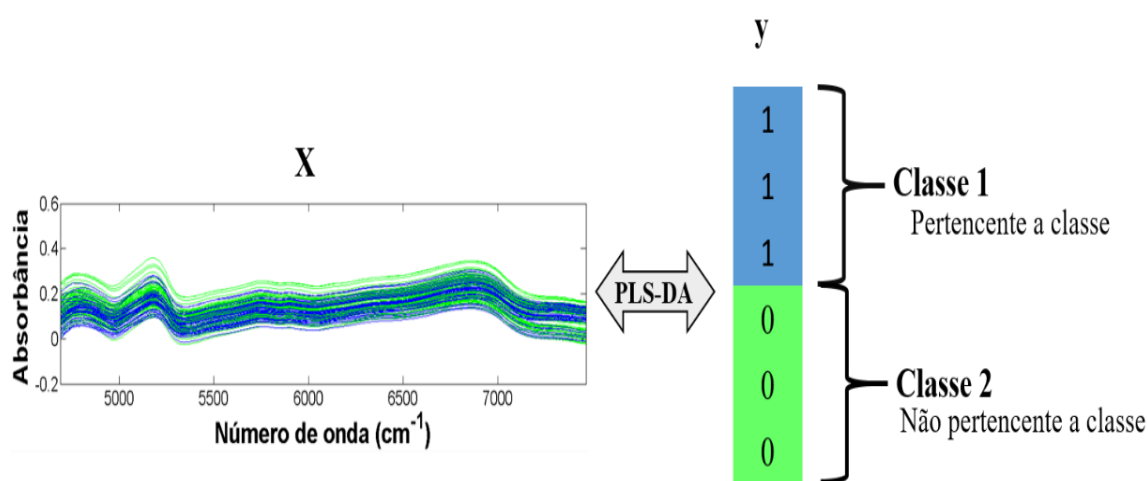 X
Absorbância
0.6
0.4
0.2
0
-0.2
5000 5500 6000 6500 7000
Número de onda (cm⁻¹)
PLS-DA
y
1
1
1
0
0
0
Classe 1
Pertencente a classe
Classe 2
Não pertencente a classe